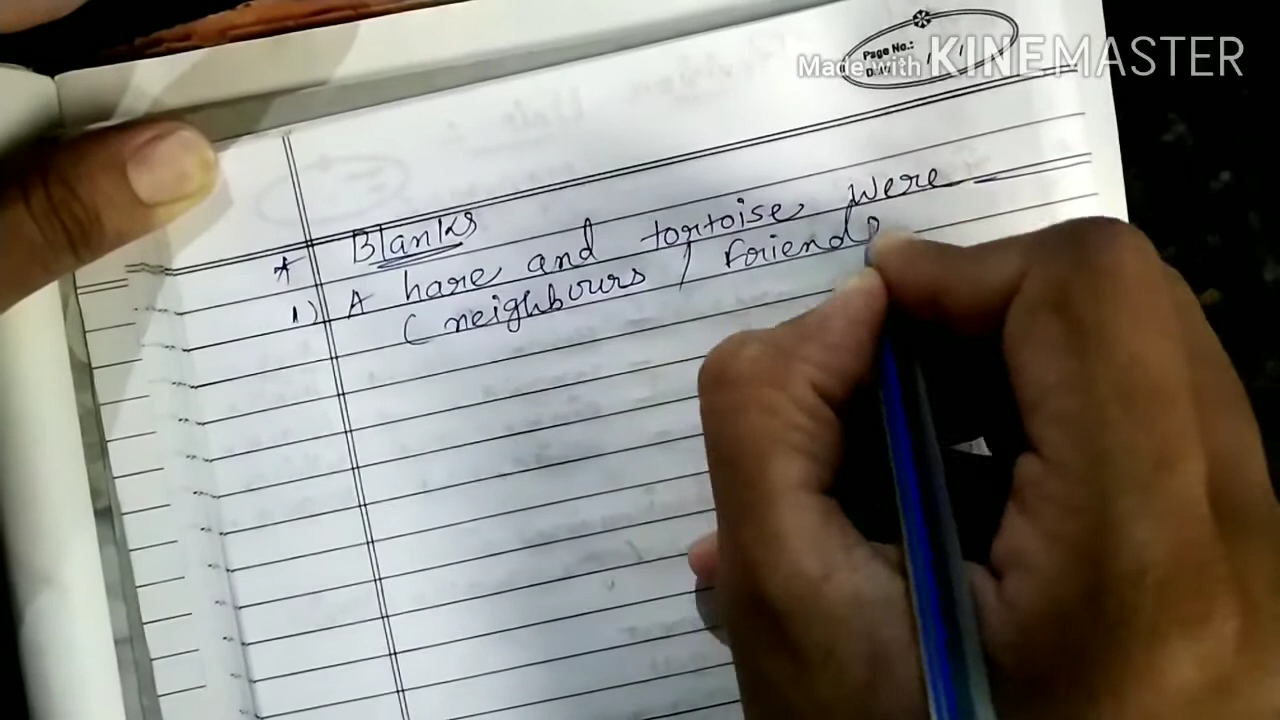 Page No.:
Made with KINEMASTER
* Blanks
1) A hare and tortoise were
( neighbours / friends